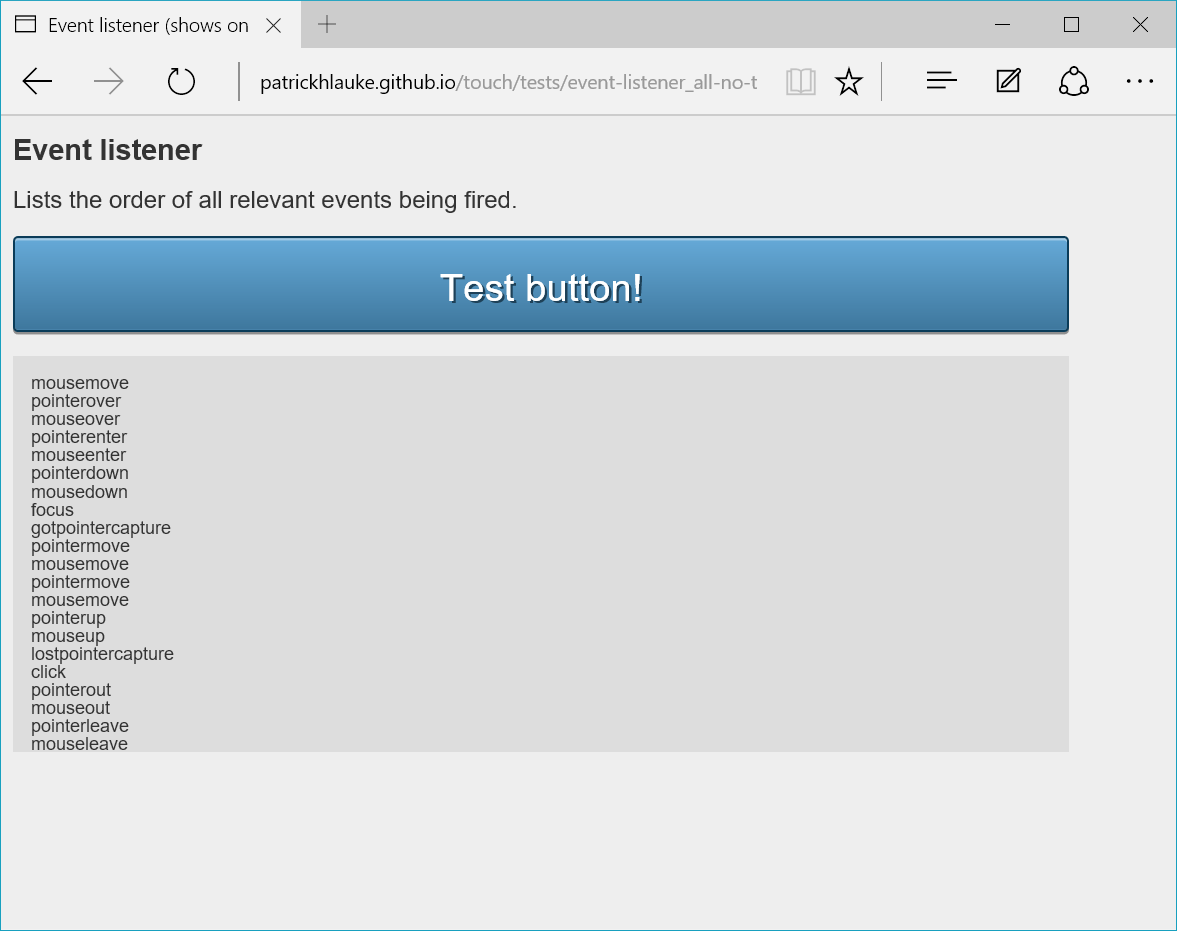 Event listener (shows on
patrickhlauke.github.io/touch/tests/event-listener_all-no-t
Event listener
Lists the order of all relevant events being fired.
Test button!
mousemove
pointerover
mouseover
pointerenter
mouseenter
pointerdown
mousedown
focus
gotpointercapture
pointermove
mousemove
pointermove
mousemove
pointerup
mouseup
lostpointercapture
click
pointerout
mouseout
pointerleave
mouseleave